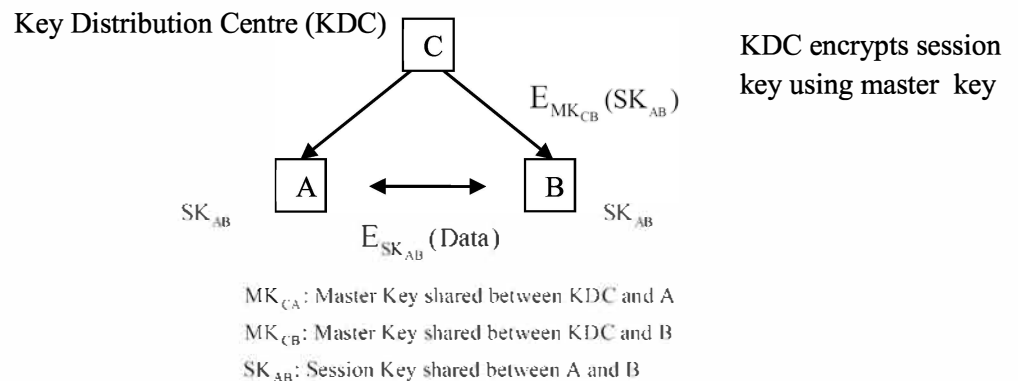 Key Distribution Centre (KDC)
C
KDC encrypts session
key using master key
E_MK_CB (SK_AB)
A
B
SK_AB
SK_AB
E_SK_AB (Data)
MK_CA: Master Key shared between KDC and A
MK_CB: Master Key shared between KDC and B
SK_AB: Session Key shared between A and B